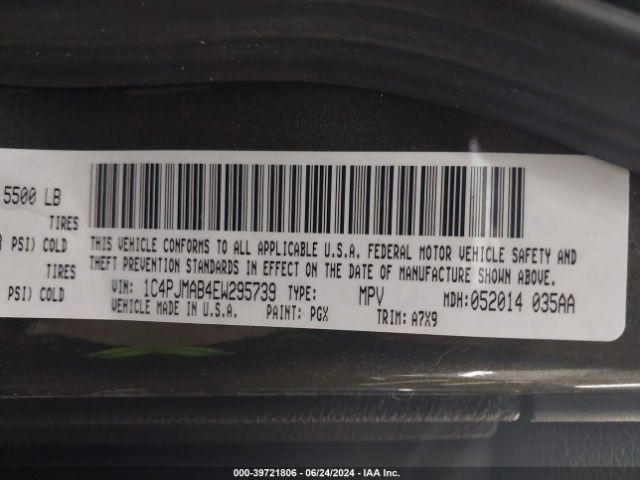 5500 LB
TIRES
PSI) COLD
TIRES
PSI) COLD
THIS VEHICLE CONFORMS TO ALL APPLICABLE U.S.A. FEDERAL MOTOR VEHICLE SAFETY AND
THEFT PREVENTION STANDARDS IN EFFECT ON THE DATE OF MANUFACTURE SHOWN ABOVE.
VIN: 1C4PJMAB4EW295739 TYPE: MPV MDH:052014 035AA
VEHICLE MADE IN U.S.A. PAINT: PGX TRIM: A7X9
000-39721806 - 06/24/2024 - IAA Inc.